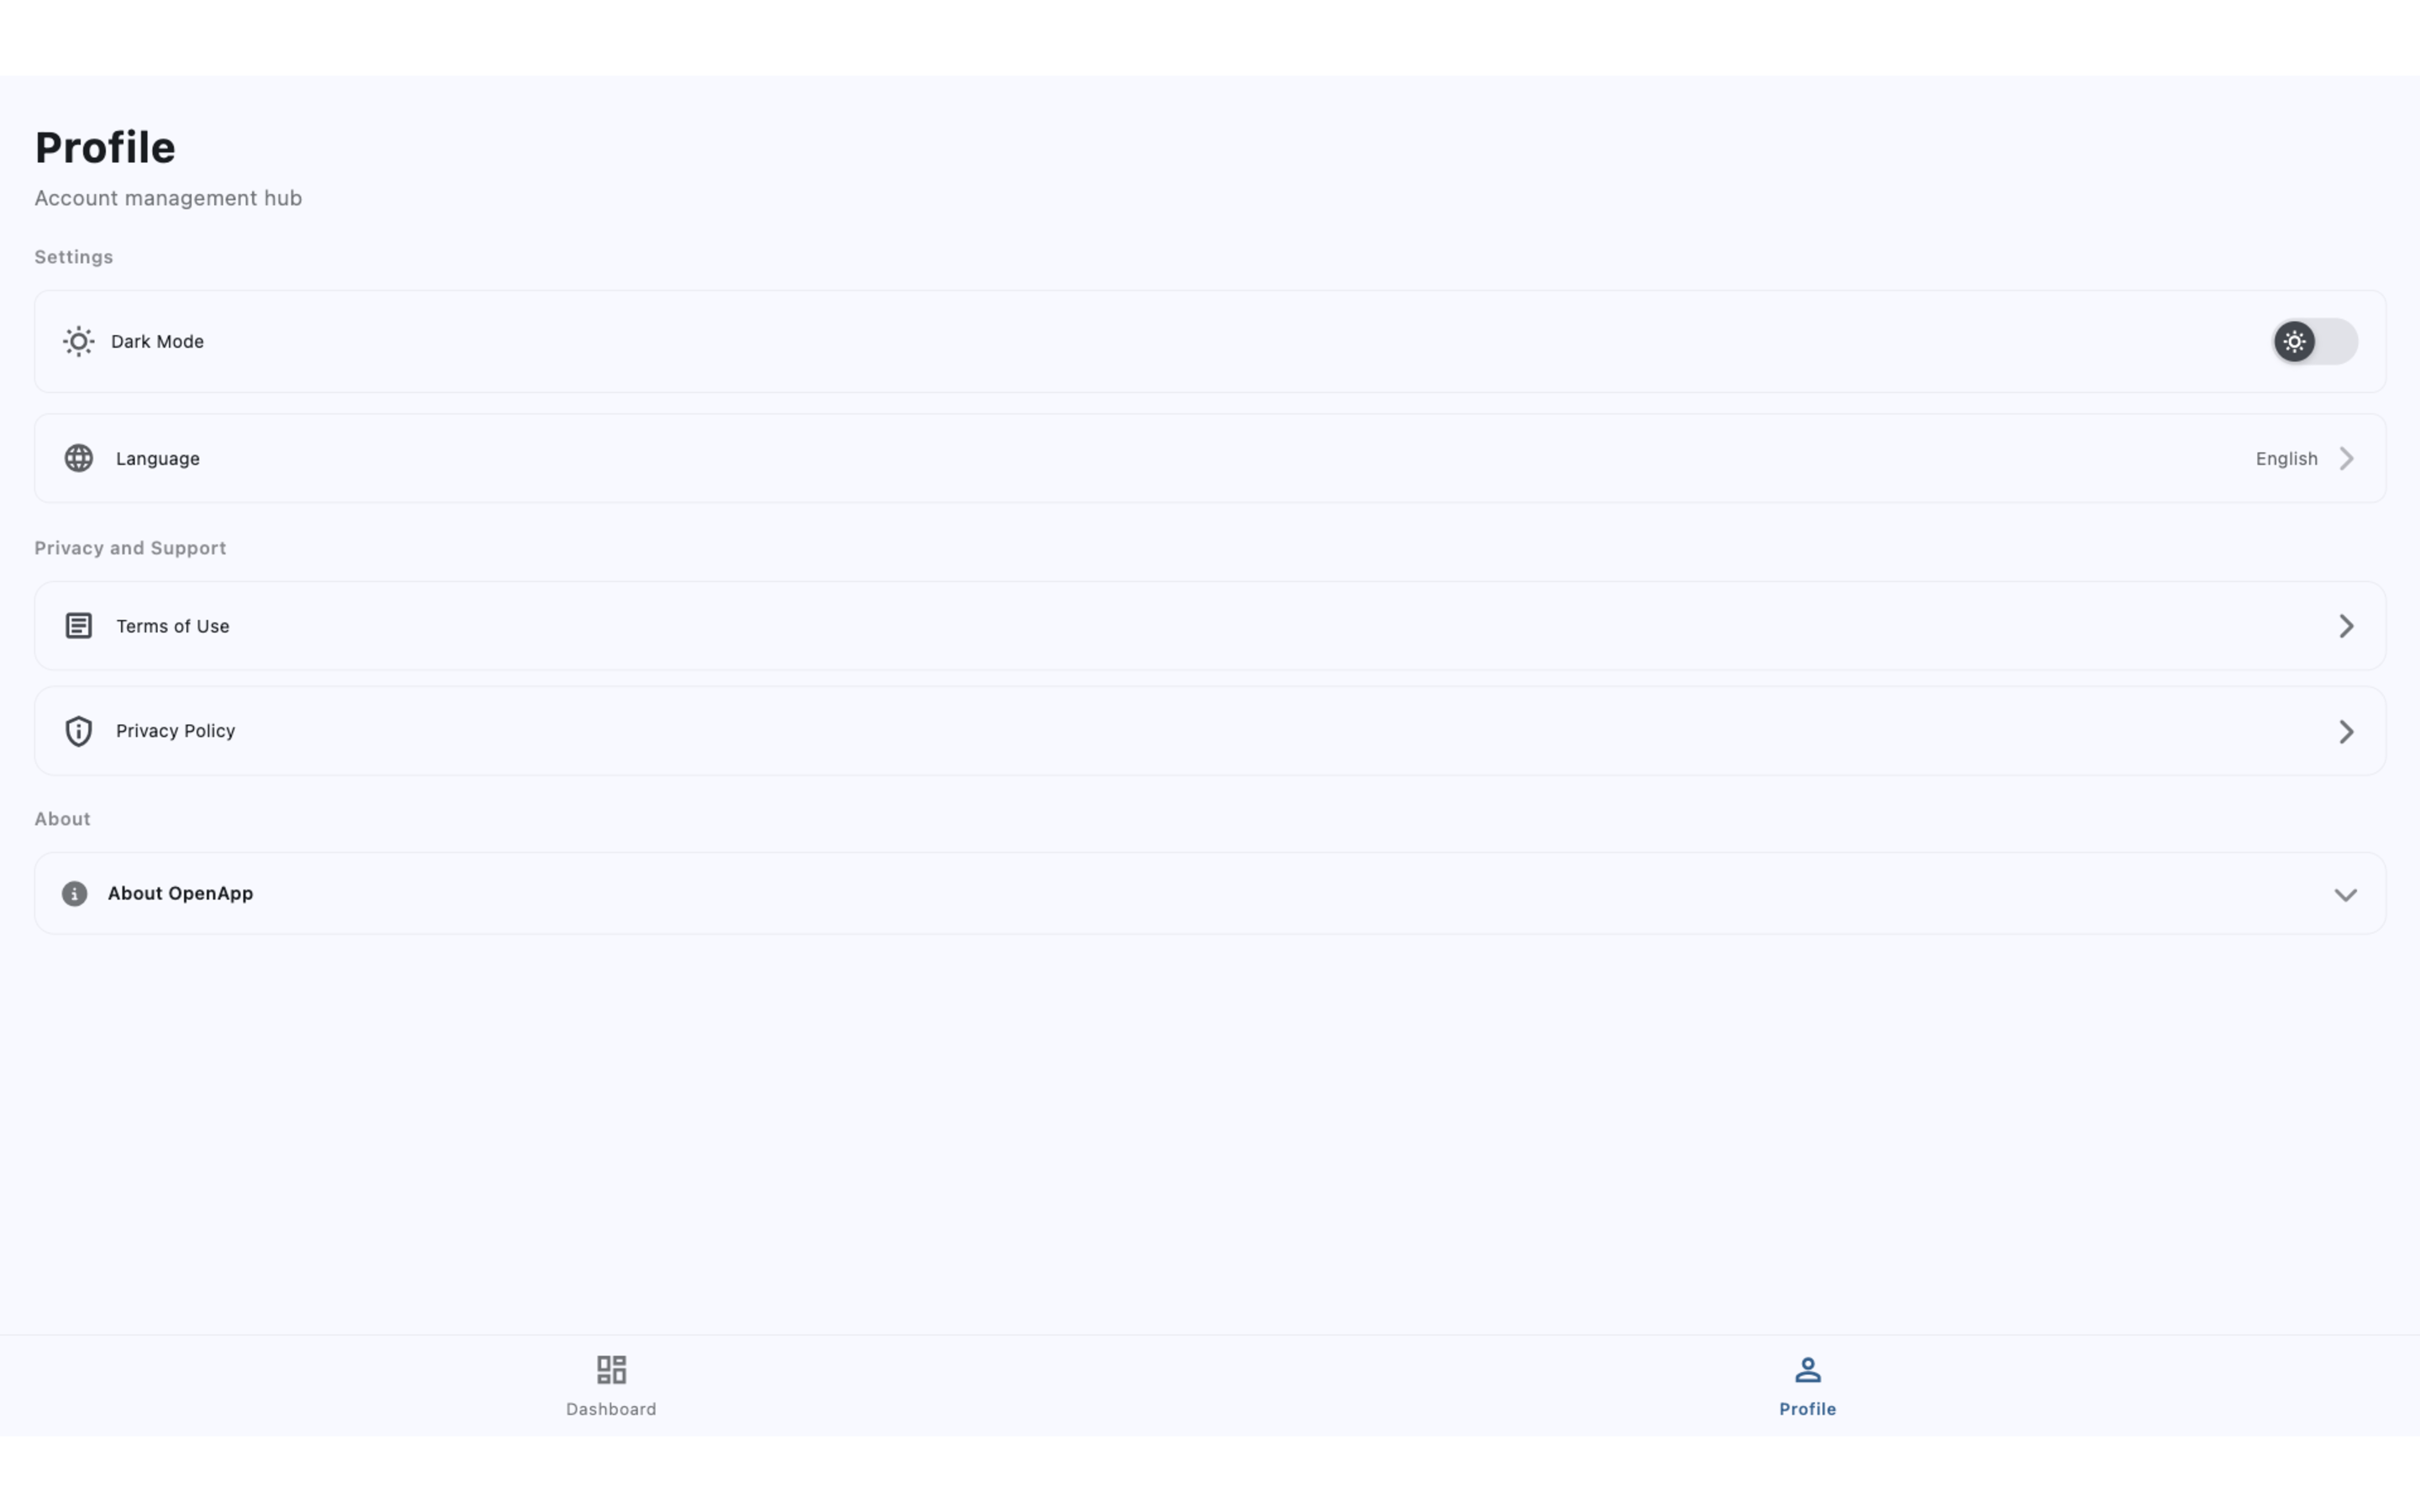 Profile
Account management hub
Settings
Dark Mode
Language
English
Privacy and Support
Terms of Use
Privacy Policy
About
About OpenApp
Dashboard
Profile